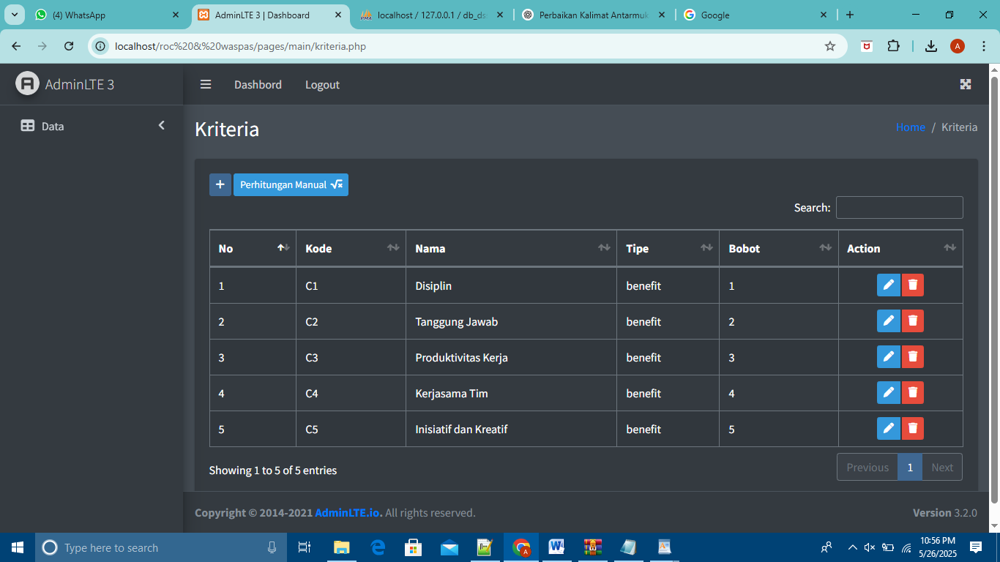 (4) WhatsApp
AdminLTE 3 | Dashboard
localhost / 127.0.0.1 / db_ds
Perbaikan Kalimat Antarmuk
Google
localhost/roc%20&%20waspas/pages/main/kriteria.php
A
AdminLTE 3
Dashbord
Logout
Data
Kriteria
Home / Kriteria
+ Perhitungan Manual √x
Search:
No Kode Nama Tipe Bobot Action
1 C1 Disiplin benefit 1
2 C2 Tanggung Jawab benefit 2
3 C3 Produktivitas Kerja benefit 3
4 C4 Kerjasama Tim benefit 4
5 C5 Inisiatif dan Kreatif benefit 5
Showing 1 to 5 of 5 entries
Previous 1 Next
Copyright © 2014-2021 AdminLTE.io. All rights reserved.
Version 3.2.0
Type here to search
10:56 PM
5/26/2025